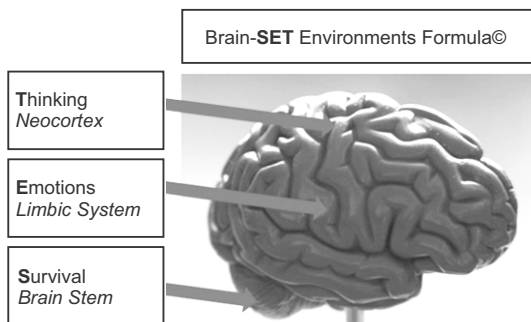 Brain-SET Environments Formula©
Thinking
Neocortex
Emotions
Limbic System
Survival
Brain Stem